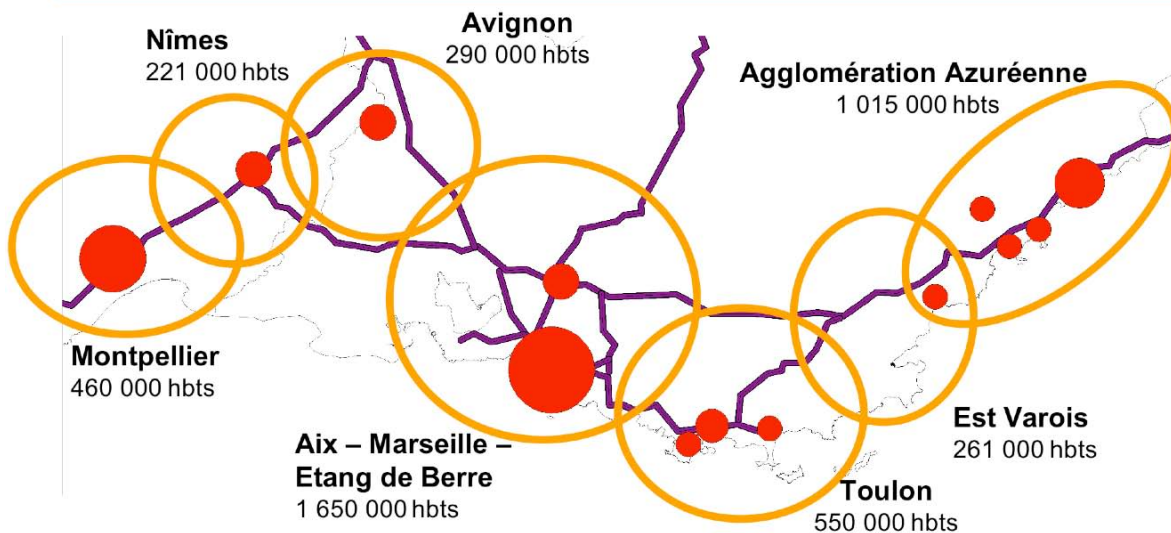 Nîmes
221 000 hbts
Avignon
290 000 hbts
Agglomération Azuréenne
1 015 000 hbts
Montpellier
460 000 hbts
Aix – Marseille –
Etang de Berre
1 650 000 hbts
Est Varois
261 000 hbts
Toulon
550 000 hbts